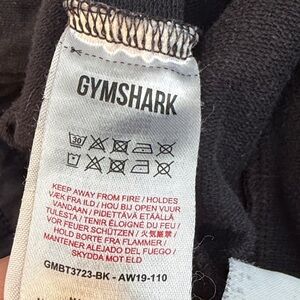 GYMSHARK
30
KEEP AWAY FROM FIRE / HOLDES
VÆK FRA ILD / HOU BIJ OPEN VUUR
VANDAAN / PIDETTÄVÄ ETÄÄLLÄ
TULESTA / TENIR ÉLOIGNÉ DU FEU /
VOR FEUER SCHÜTZEN / 火気厳禁 /
HOLD BORTE FRA FLAMMER /
MANTENER ALEJADO DEL FUEGO /
SKYDDA MOT ELD
GMBT3723-BK - AW19-110